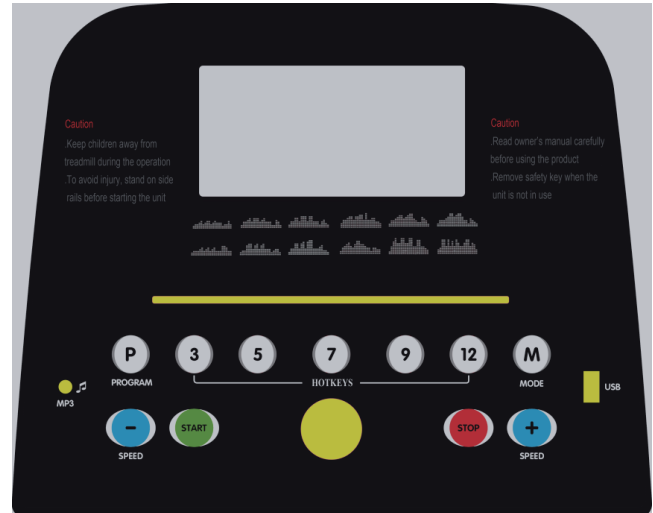 Caution
.Keep children away from
treadmill during the operation
.To avoid injury, stand on side
rails before starting the unit
Caution
.Read owner's manual carefully
before using the product
.Remove safety key when the
unit is not in use
P 3 5 7 9 12 M
PROGRAM HOTKEYS MODE
MP3
USB
- START STOP +
SPEED SPEED